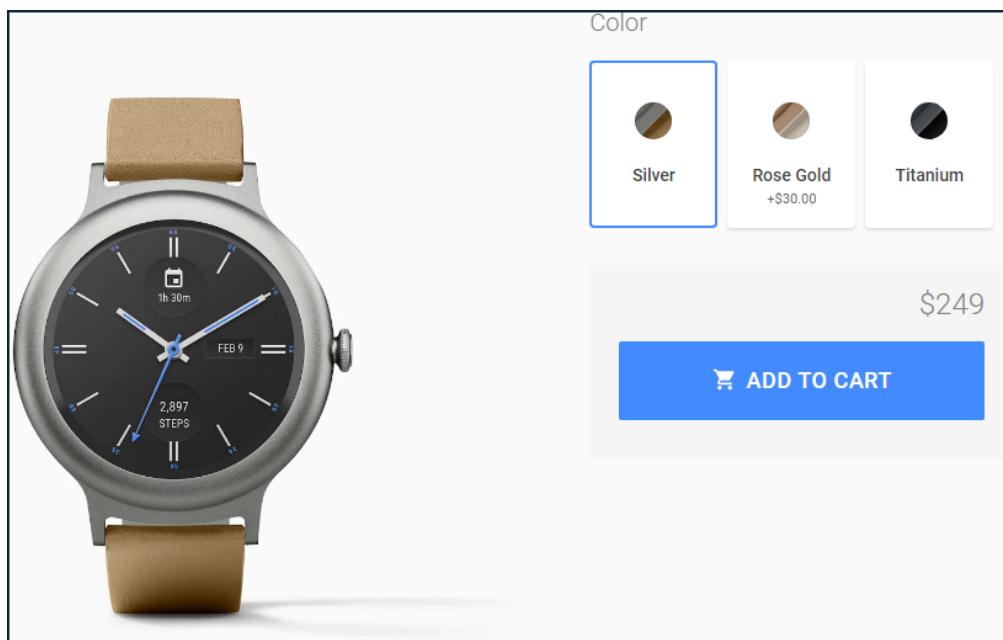 Color
Silver
Rose Gold
+$30.00
Titanium
$249
ADD TO CART
1h 30m
FEB 9
2,897
STEPS